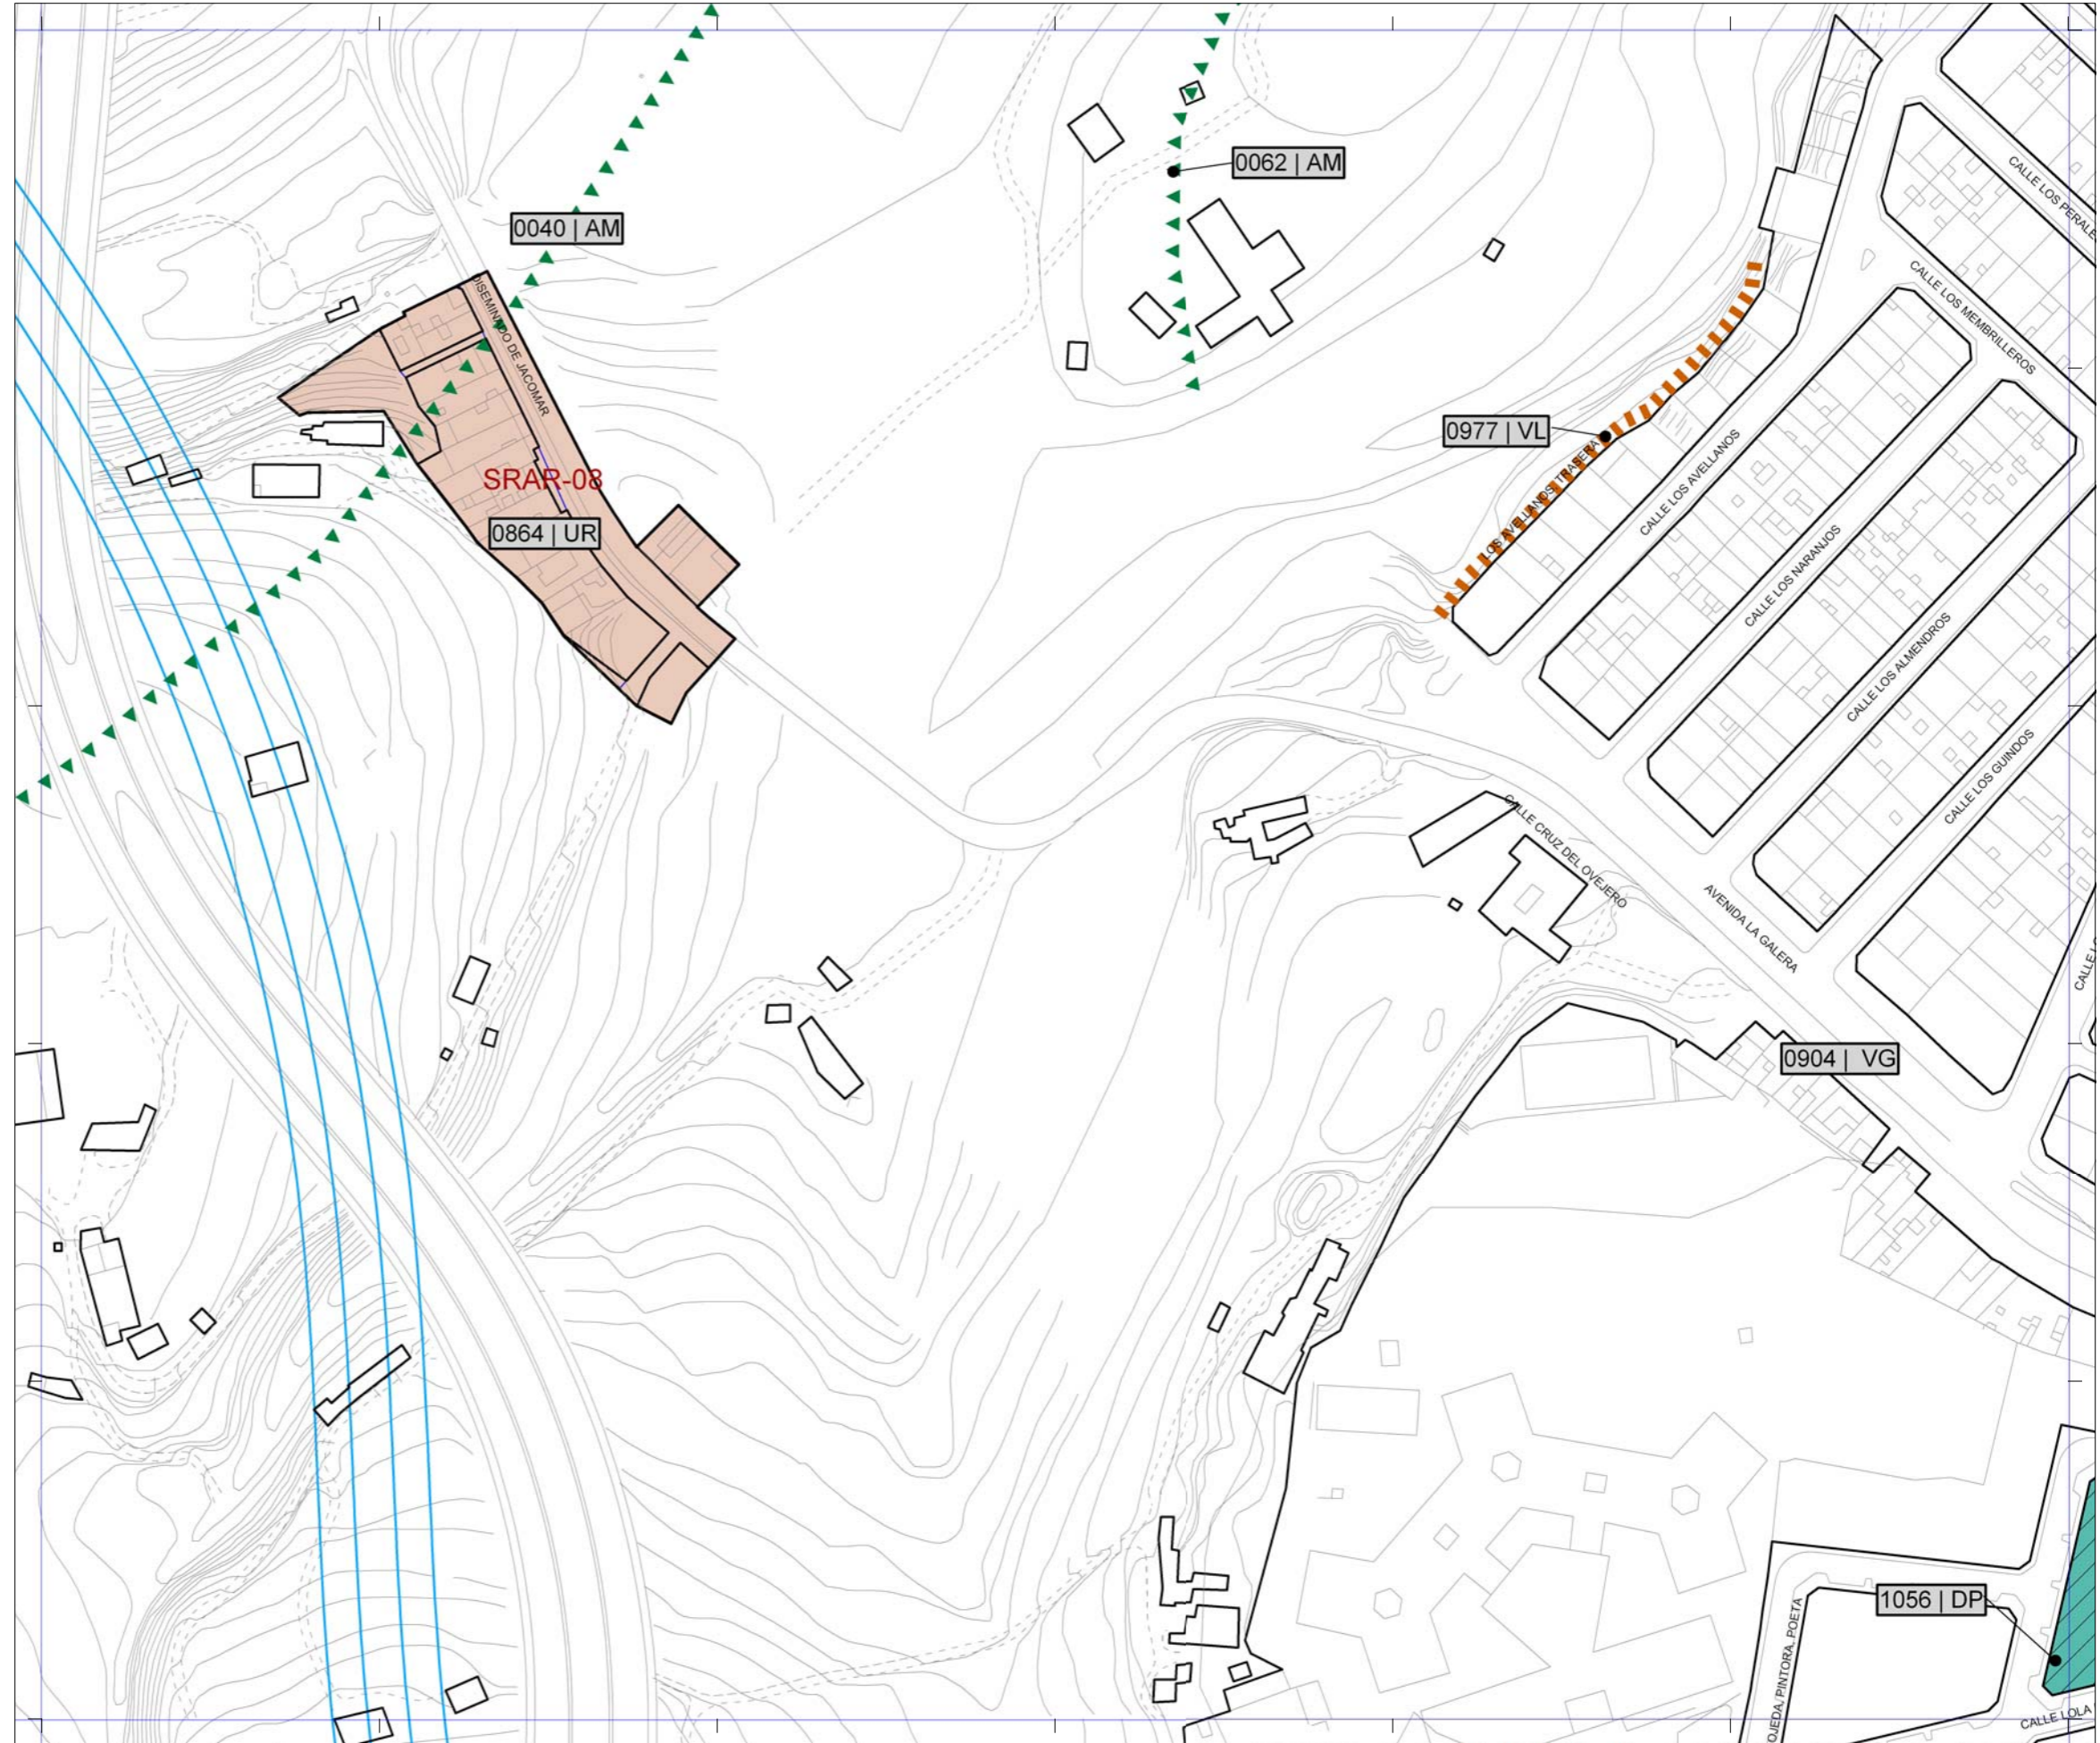 CALLE LOS PERALE
0062 | AM
0040 | AM
CALLE LOS MEMBRILLEROS
DISEMINADO DE JACOMAR
0977 | VL
LOS AVELLANOS TRASERA
CALLE LOS AVELLANOS
SRAR-08
0864 | UR
CALLE LOS NARANJOS
CALLE LOS ALMENDROS
CALLE LOS GUINDOS
CALLE CRUZ DEL OVEJERO
AVENIDA LA GALERA
CALLE L
0904 | VG
1056 | DP
OJEDA, PINTORA, POETA
CALLE LOLA